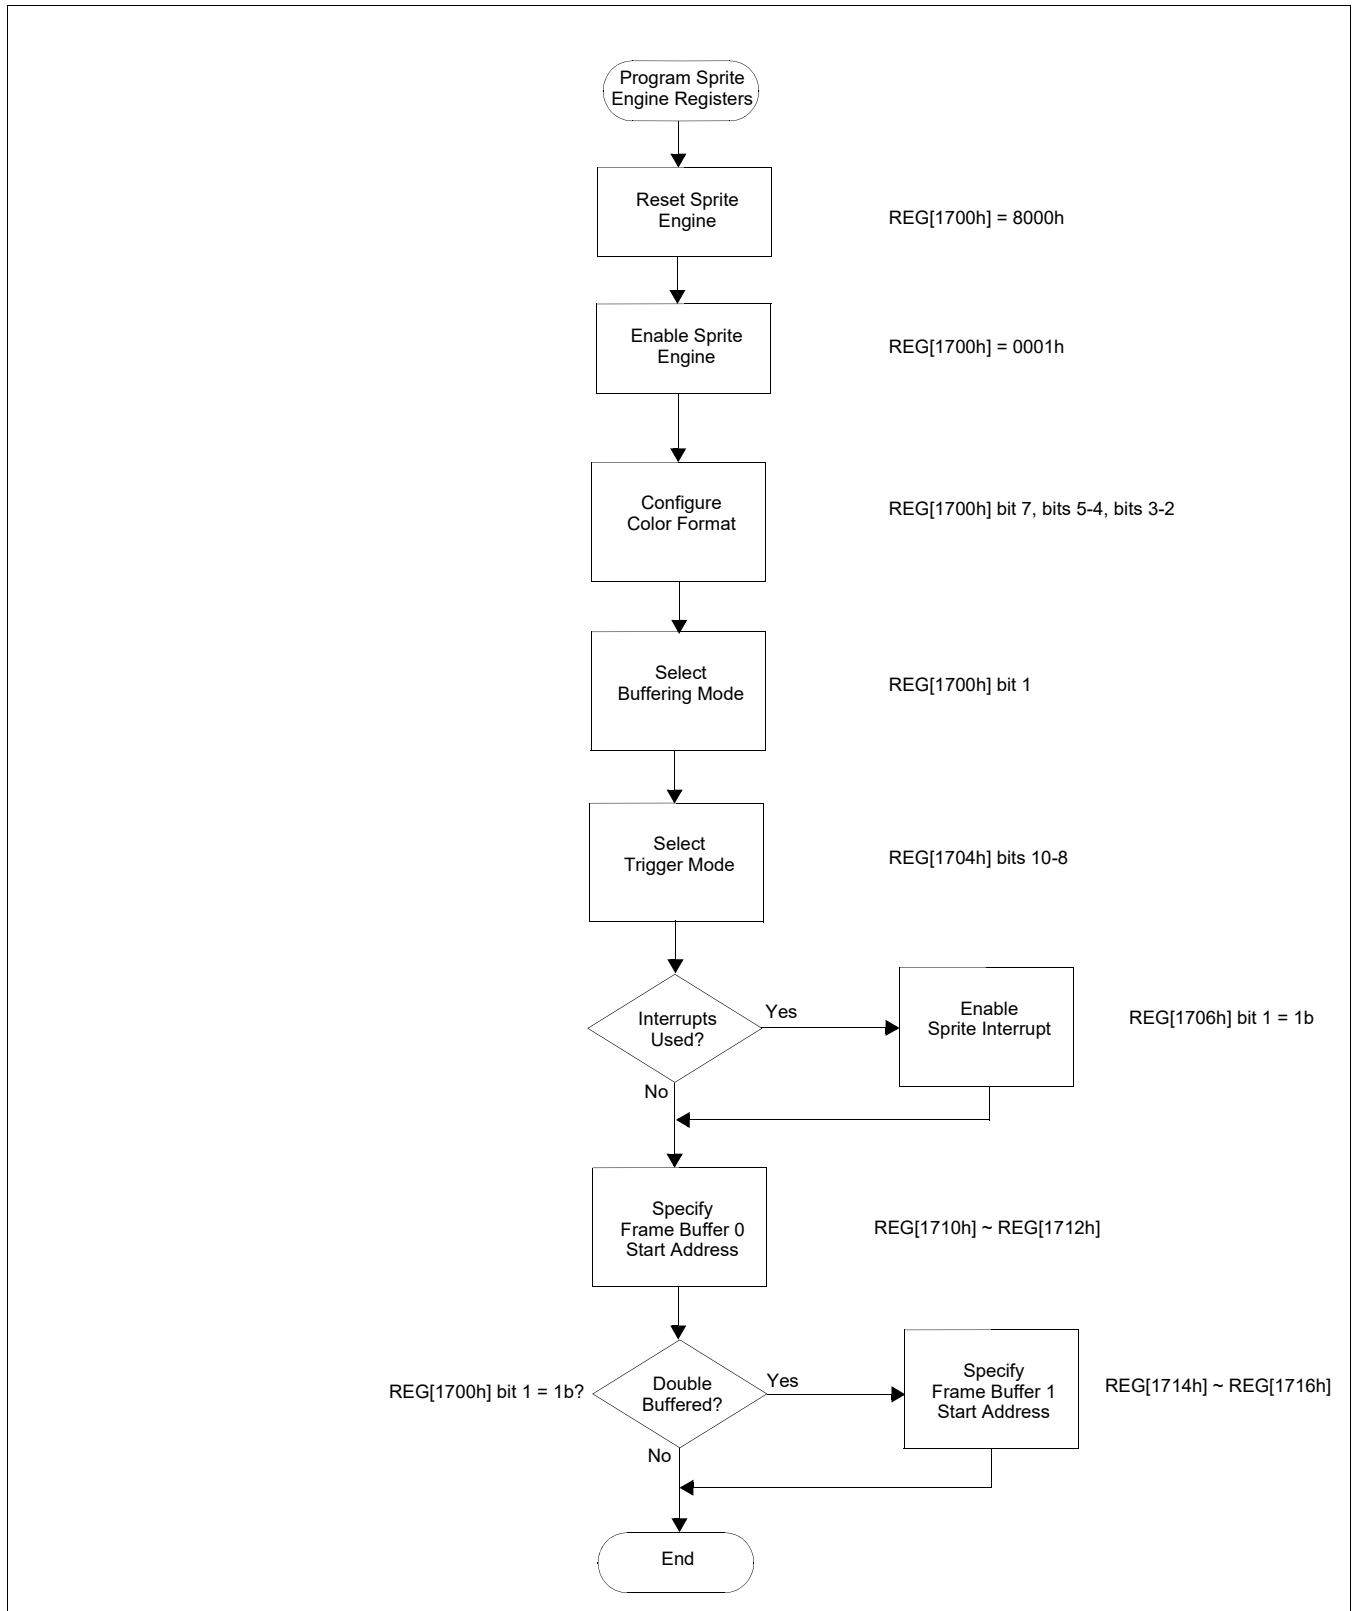 Program Sprite
Engine Registers
Reset Sprite
Engine
REG[1700h] = 8000h
Enable Sprite
Engine
REG[1700h] = 0001h
Configure
Color Format
REG[1700h] bit 7, bits 5-4, bits 3-2
Select
Buffering Mode
REG[1700h] bit 1
Select
Trigger Mode
REG[1704h] bits 10-8
Interrupts
Used?
Yes
Enable
Sprite Interrupt
REG[1706h] bit 1 = 1b
No
Specify
Frame Buffer 0
Start Address
REG[1710h] ~ REG[1712h]
REG[1700h] bit 1 = 1b?
Double
Buffered?
Yes
Specify
Frame Buffer 1
Start Address
REG[1714h] ~ REG[1716h]
No
End